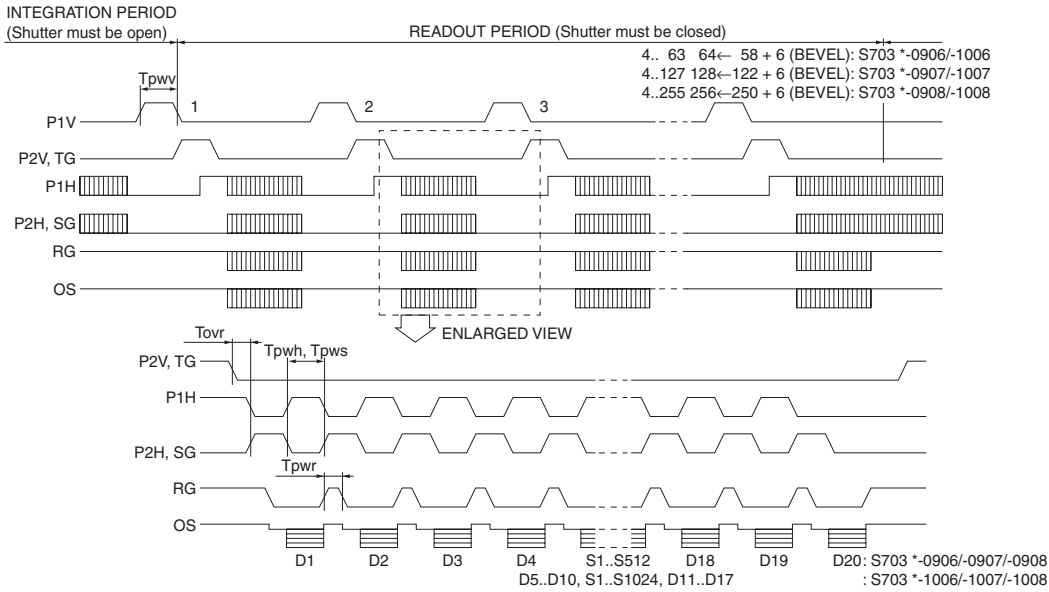 INTEGRATION PERIOD
(Shutter must be open)
READOUT PERIOD (Shutter must be closed)
4.. 63 64← 58 + 6 (BEVEL): S703 *-0906/-1006
4..127 128←122 + 6 (BEVEL): S703 *-0907/-1007
4..255 256←250 + 6 (BEVEL): S703 *-0908/-1008
Tpwv
1
2
3
P1V
P2V, TG
P1H
P2H, SG
RG
OS
ENLARGED VIEW
Tovr
Tpwh, Tpws
P2V, TG
P1H
P2H, SG
Tpwr
RG
OS
D1 D2 D3 D4 S1..S512 D18 D19 D20: S703 *-0906/-0907/-0908
D5..D10, S1..S1024, D11..D17 : S703 *-1006/-1007/-1008